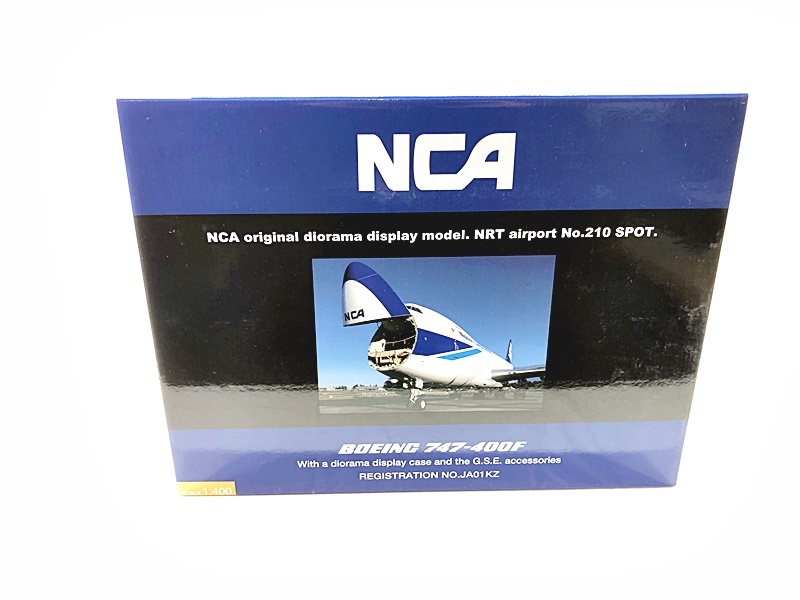 NCA
NCA original diorama display model. NRT airport No.210 SPOT.
NCA
BOEING 747-400F
With a diorama display case and the G.S.E. accessories
REGISTRATION NO.JA01KZ
1:400